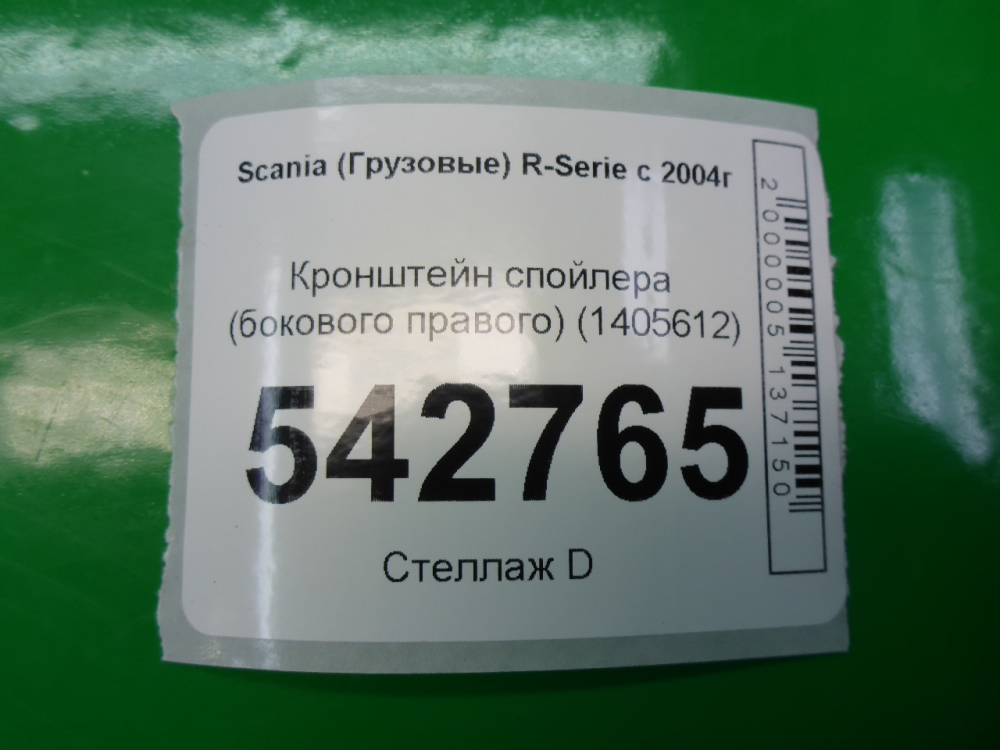 Scania (Грузовые) R-Serie с 2004г
Кронштейн спойлера
(бокового правого) (1405612)
542765
Стеллаж D
2000005137150